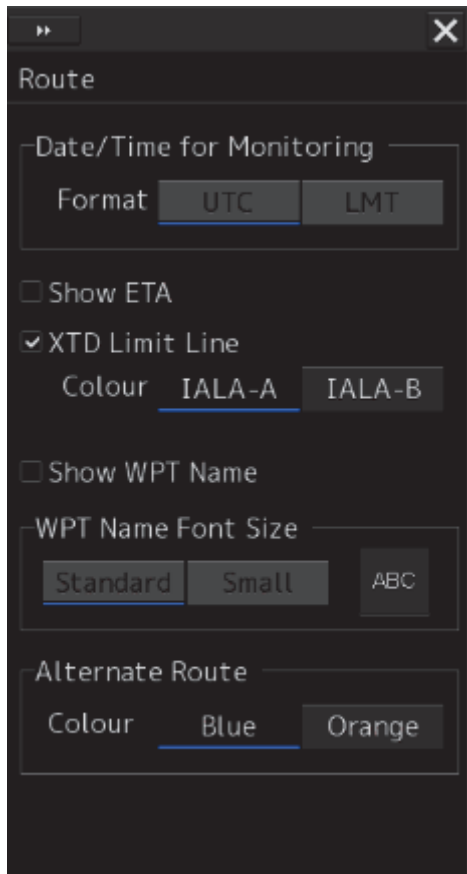 Route
Date/Time for Monitoring
Format UTC LMT
Show ETA
XTD Limit Line
Colour IALA-A IALA-B
Show WPT Name
WPT Name Font Size
Standard Small ABC
Alternate Route
Colour Blue Orange